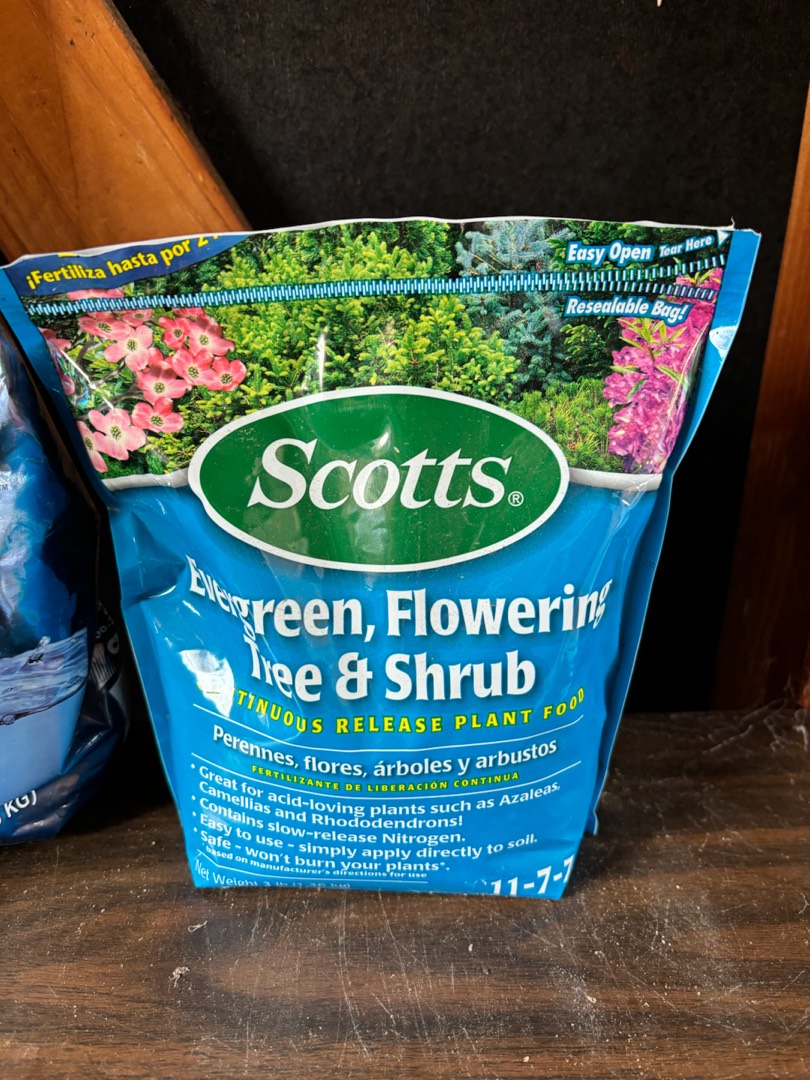 ¡Fertiliza hasta por 2
Easy Open Tear Here
Resealable Bag!
Scotts®
Evergreen, Flowering
Tree & Shrub
TINUOUS RELEASE PLANT FOOD
Perennes, flores, árboles y arbustos
FERTILIZANTE DE LIBERACIÓN CONTINUA
• Great for acid-loving plants such as Azaleas,
Camellias and Rhododendrons!
• Contains slow-release Nitrogen.
• Easy to use - simply apply directly to soil.
• Safe - won't burn your plants*.
*based on manufacturer's directions for use
Net Weight 3 lb
11-7-7
TM
KG)